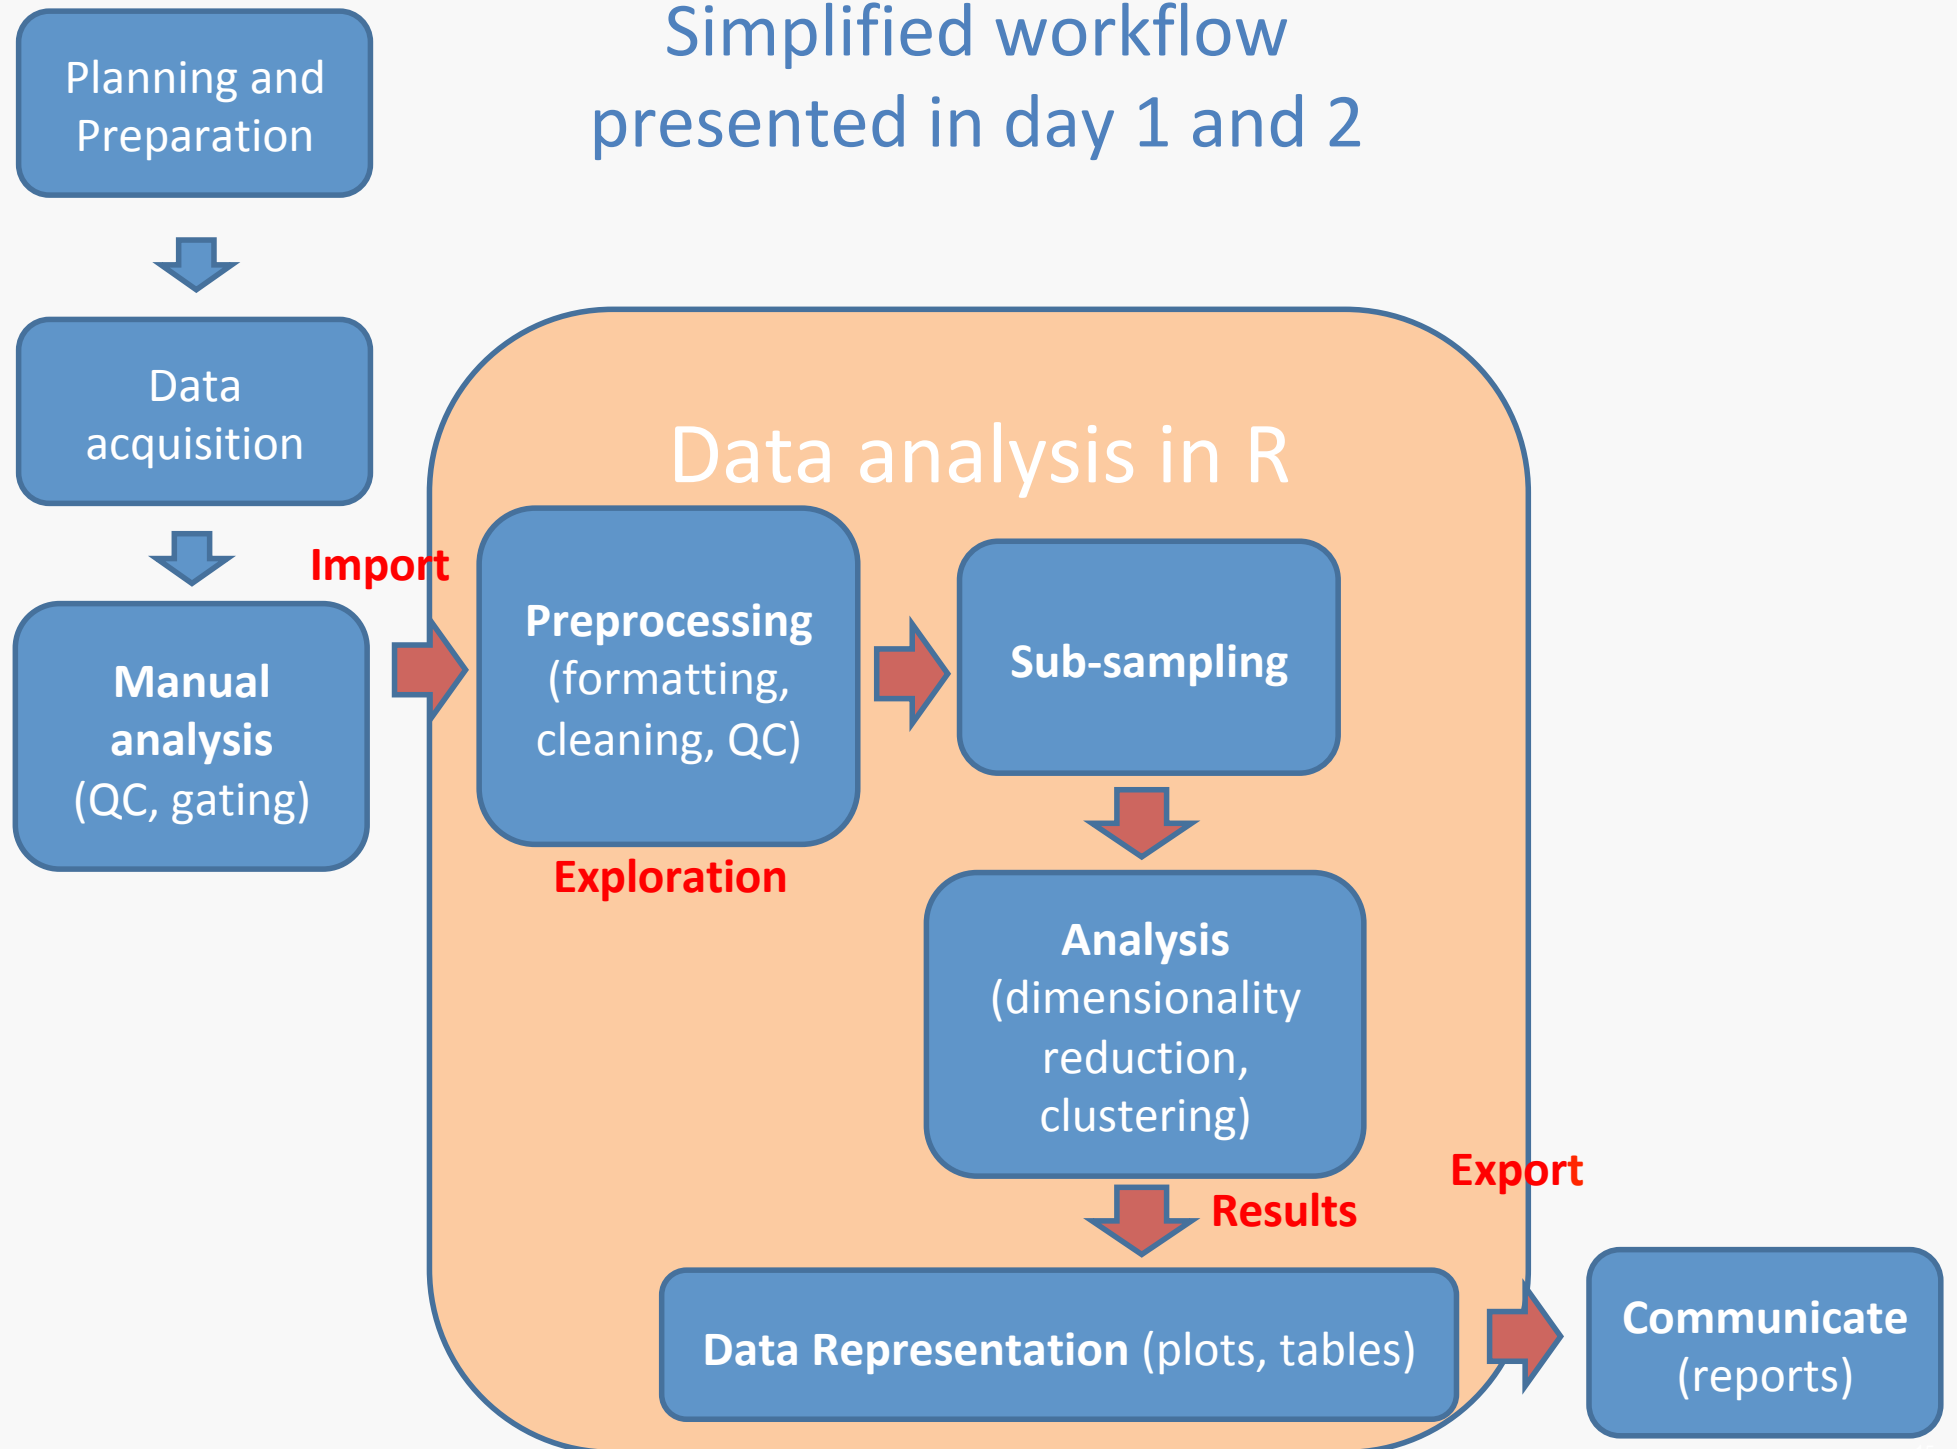 Simplified workflow
presented in day 1 and 2
Planning and
Preparation
Data
acquisition
Manual
analysis
(QC, gating)
Import
Data analysis in R
Preprocessing
(formatting,
cleaning, QC)
Exploration
Sub-sampling
Analysis
(dimensionality
reduction,
clustering)
Results
Data Representation (plots, tables)
Export
Communicate
(reports)